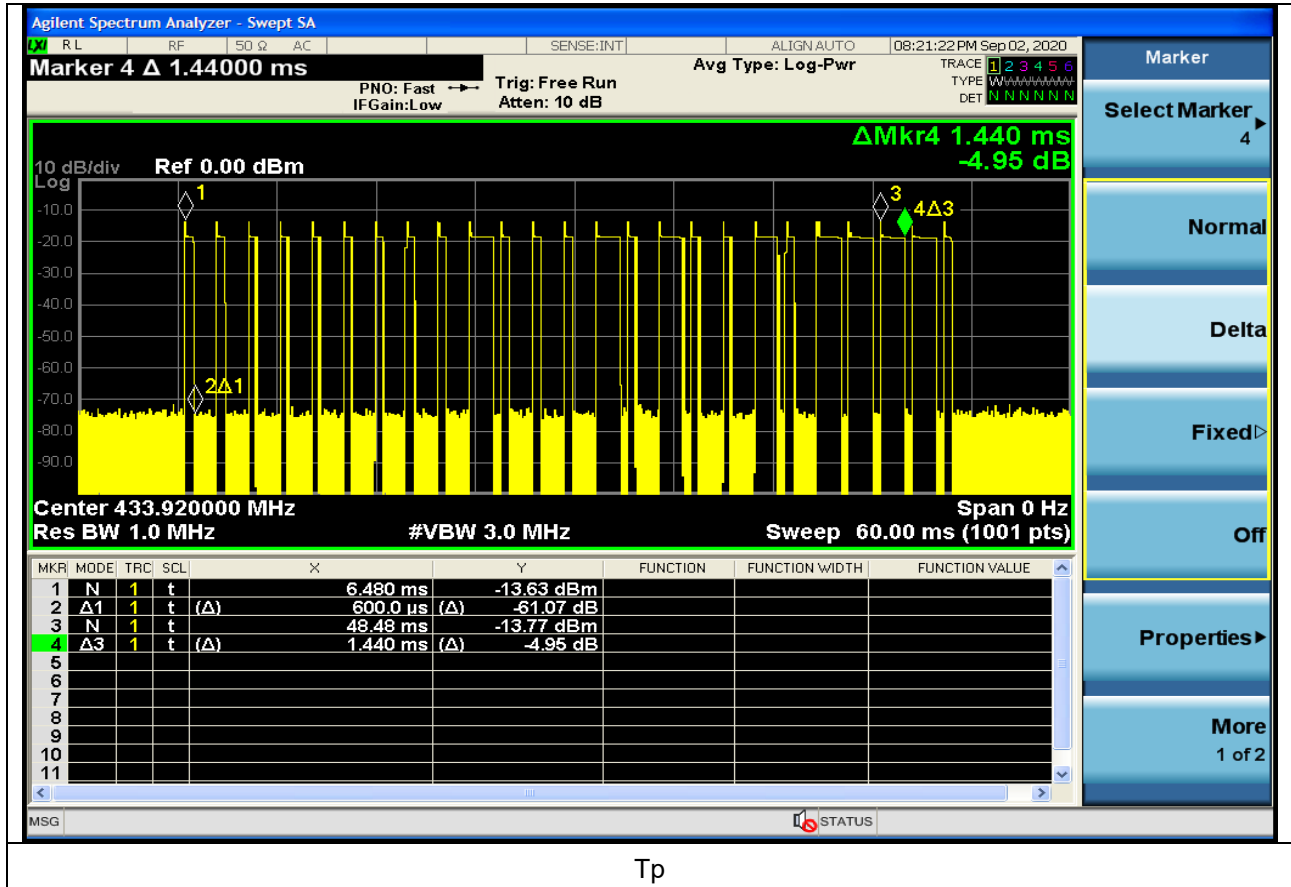 Agilent Spectrum Analyzer - Swept SA
LXI RL RF 50 Ω AC SENSE:INT ALIGN AUTO 08:21:22 PM Sep 02, 2020
Marker 4 Δ 1.44000 ms
PNO: Fast
IFGain:Low
Trig: Free Run
Atten: 10 dB
Avg Type: Log-Pwr
TRACE 1 2 3 4 5 6
TYPE WWWWWW
DET N N N N N N
ΔMkr4 1.440 ms
-4.95 dB
10 dB/div Ref 0.00 dBm
Log
-10.0
-20.0
-30.0
-40.0
-50.0
-60.0
-70.0
-80.0
-90.0
1
2Δ1
3
4Δ3
Center 433.920000 MHz Span 0 Hz
Res BW 1.0 MHz #VBW 3.0 MHz Sweep 60.00 ms (1001 pts)
MKR MODE TRC SCL X Y FUNCTION FUNCTION WIDTH FUNCTION VALUE
1 N 1 t 6.480 ms -13.63 dBm
2 Δ1 1 t (Δ) 600.0 µs (Δ) -61.07 dB
3 N 1 t 48.48 ms -13.77 dBm
4 Δ3 1 t (Δ) 1.440 ms (Δ) -4.95 dB
5
6
7
8
9
10
11
MSG STATUS
Marker
Select Marker
4
Normal
Delta
Fixed
Off
Properties
More
1 of 2
Tp